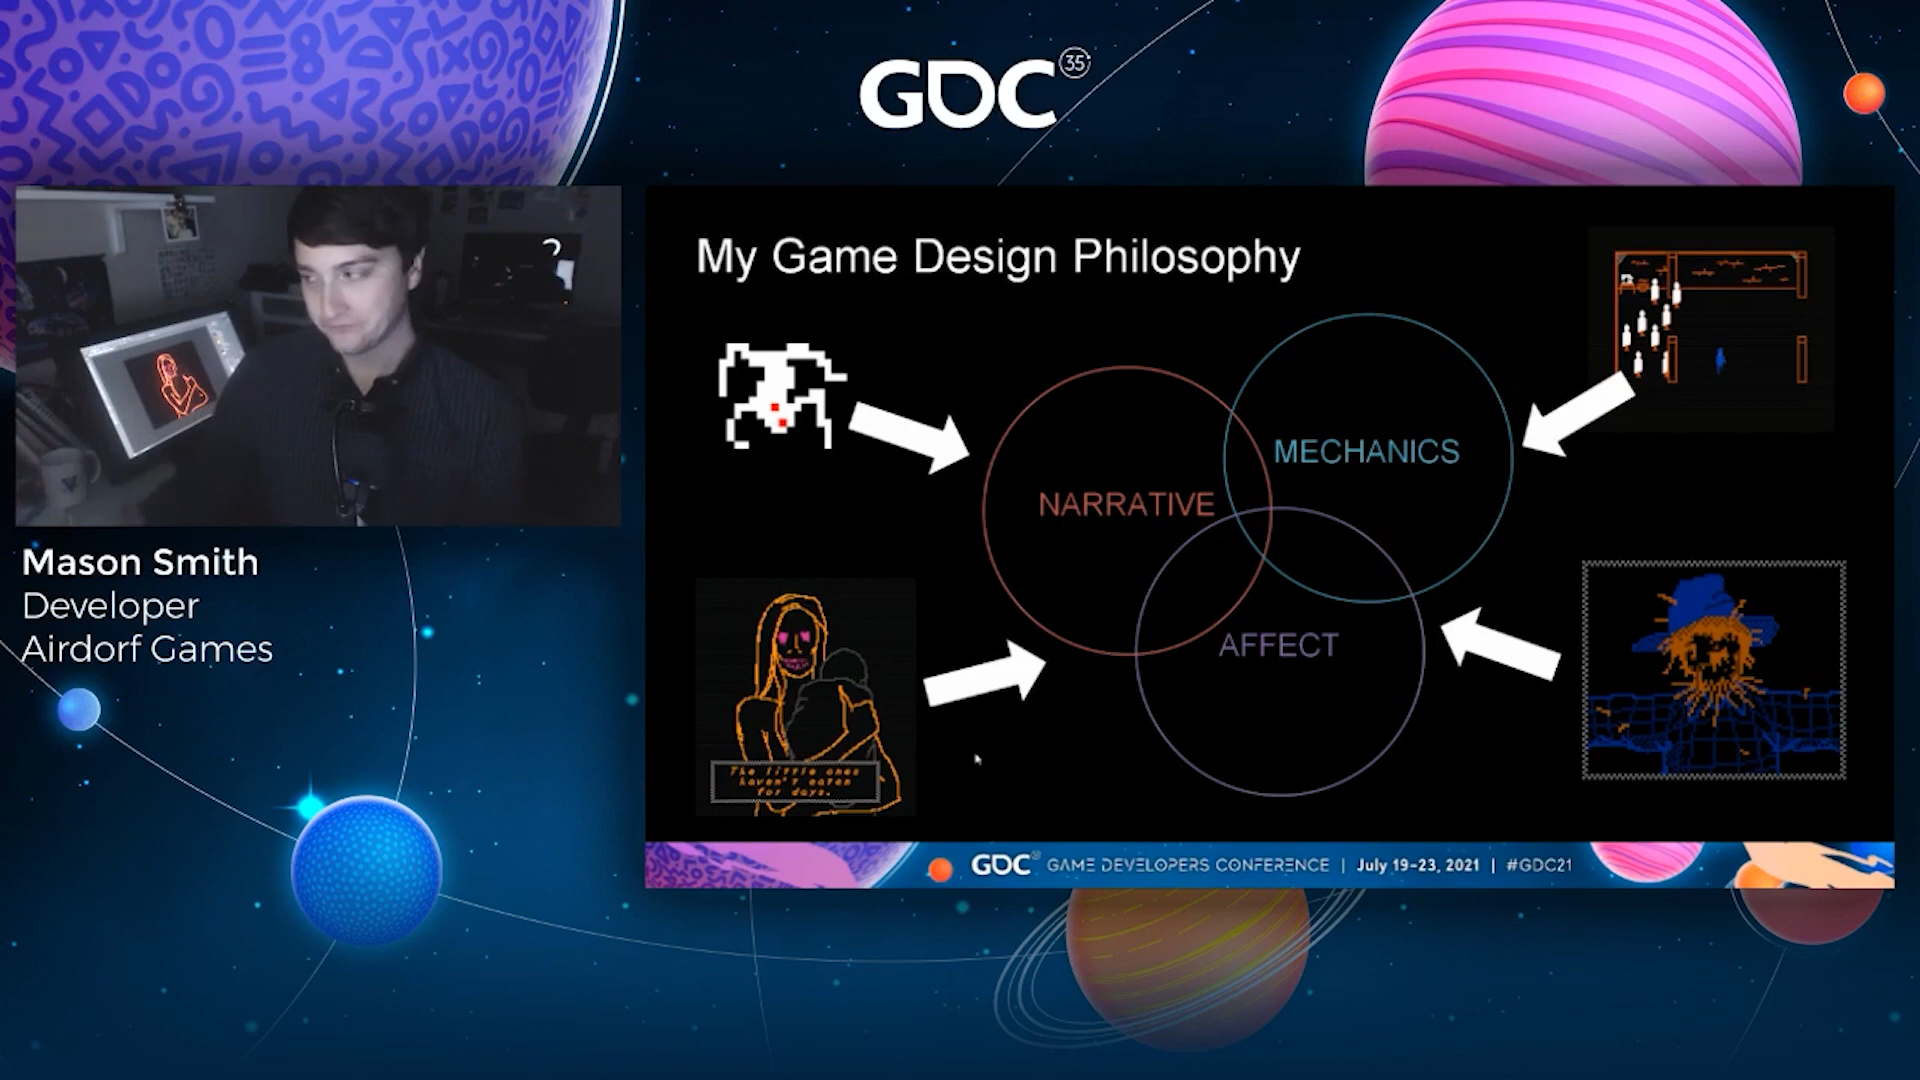 GDC 35
My Game Design Philosophy
MECHANICS
NARRATIVE
AFFECT
The little ones
haven't eaten
for days.
Mason Smith
Developer
Airdorf Games
GDC GAME DEVELOPERS CONFERENCE | July 19-23, 2021 | #GDC21